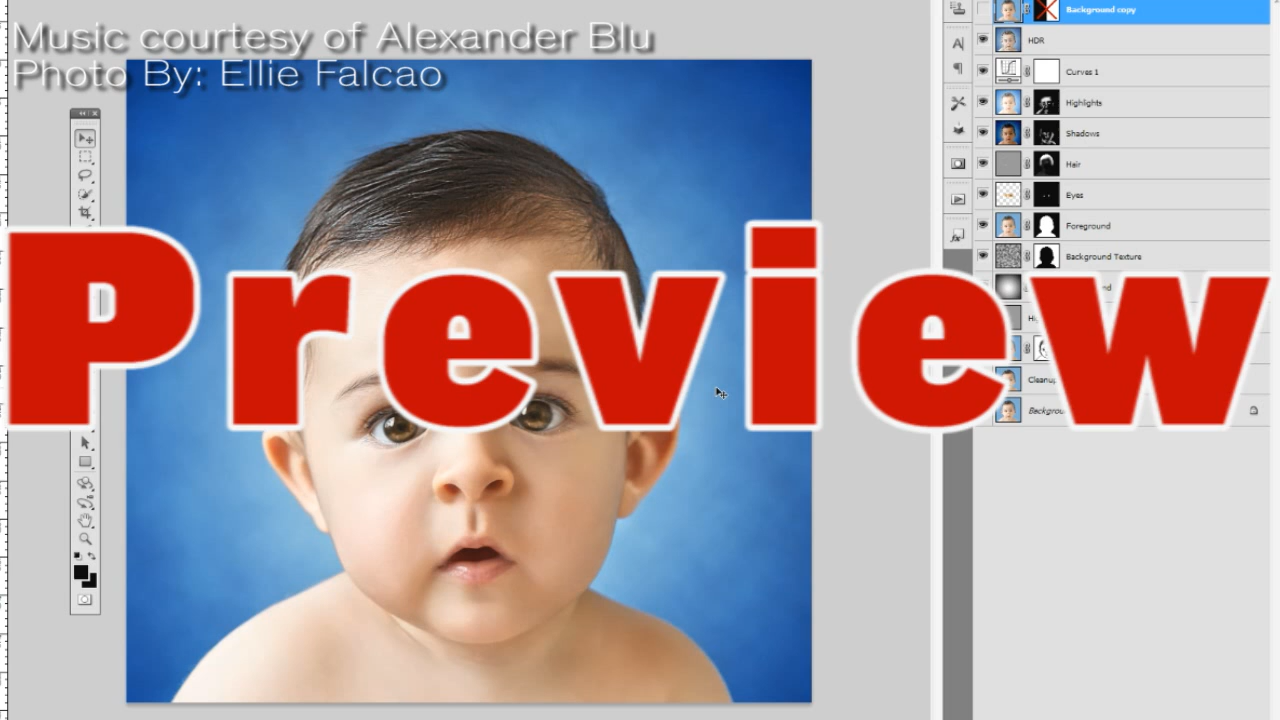 Music courtesy of Alexander Blu
Photo By: Ellie Falcao
Background copy
HDR
Curves 1
Highlights
Shadows
Hair
Eyes
Foreground
Background Texture
Preview